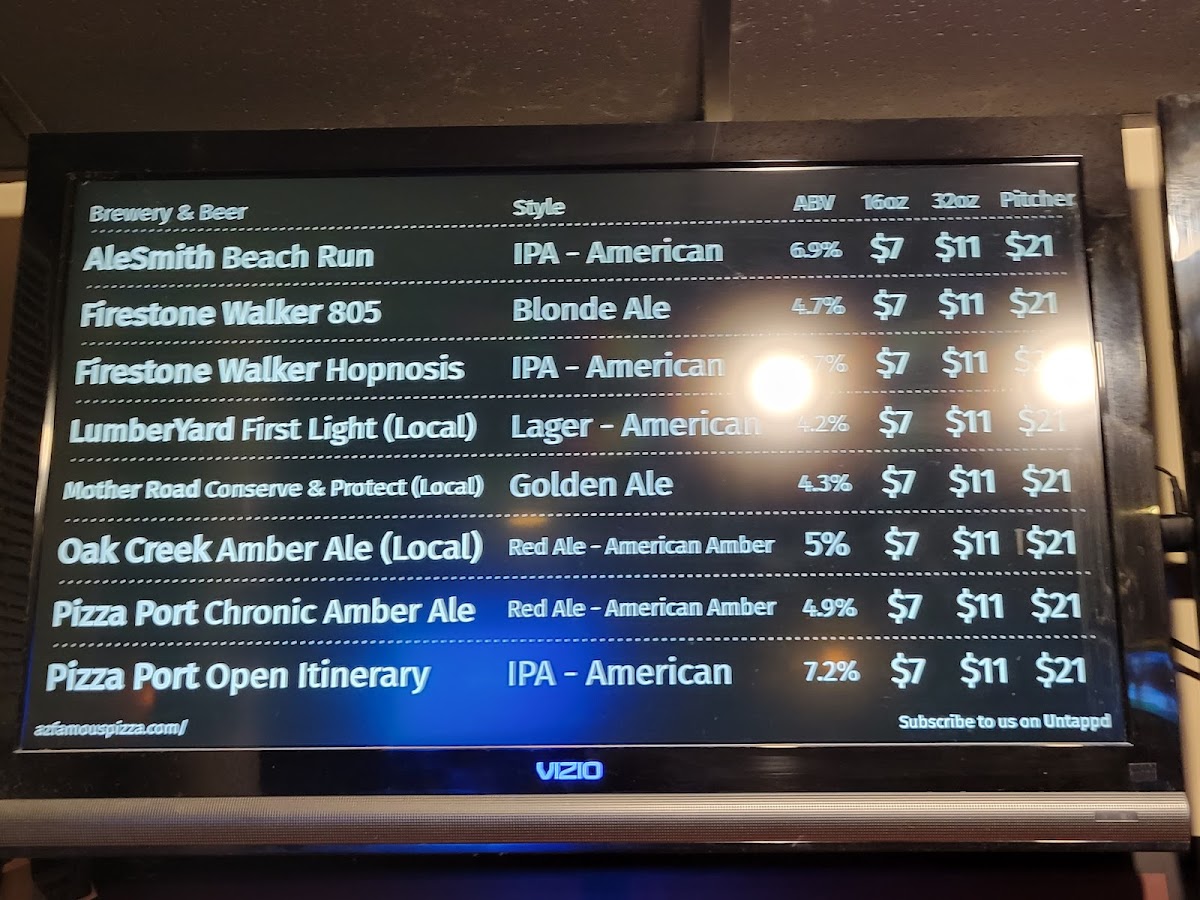 Brewery & Beer Style ABV 16oz 32oz Pitcher
AleSmith Beach Run IPA - American 6.9% $7 $11 $21
Firestone Walker 805 Blonde Ale 4.7% $7 $11 $21
Firestone Walker Hopnosis IPA - American $7 $11
LumberYard First Light (Local) Lager - American 4.2% $7 $11 $21
Mother Road Conserve & Protect (Local) Golden Ale 4.3% $7 $11 $21
Oak Creek Amber Ale (Local) Red Ale - American Amber 5% $7 $11 $21
Pizza Port Chronic Amber Ale Red Ale - American Amber 4.9% $7 $11 $21
Pizza Port Open Itinerary IPA - American 7.2% $7 $11 $21
azfamouspizza.com/ Subscribe to us on Untappd
VIZIO